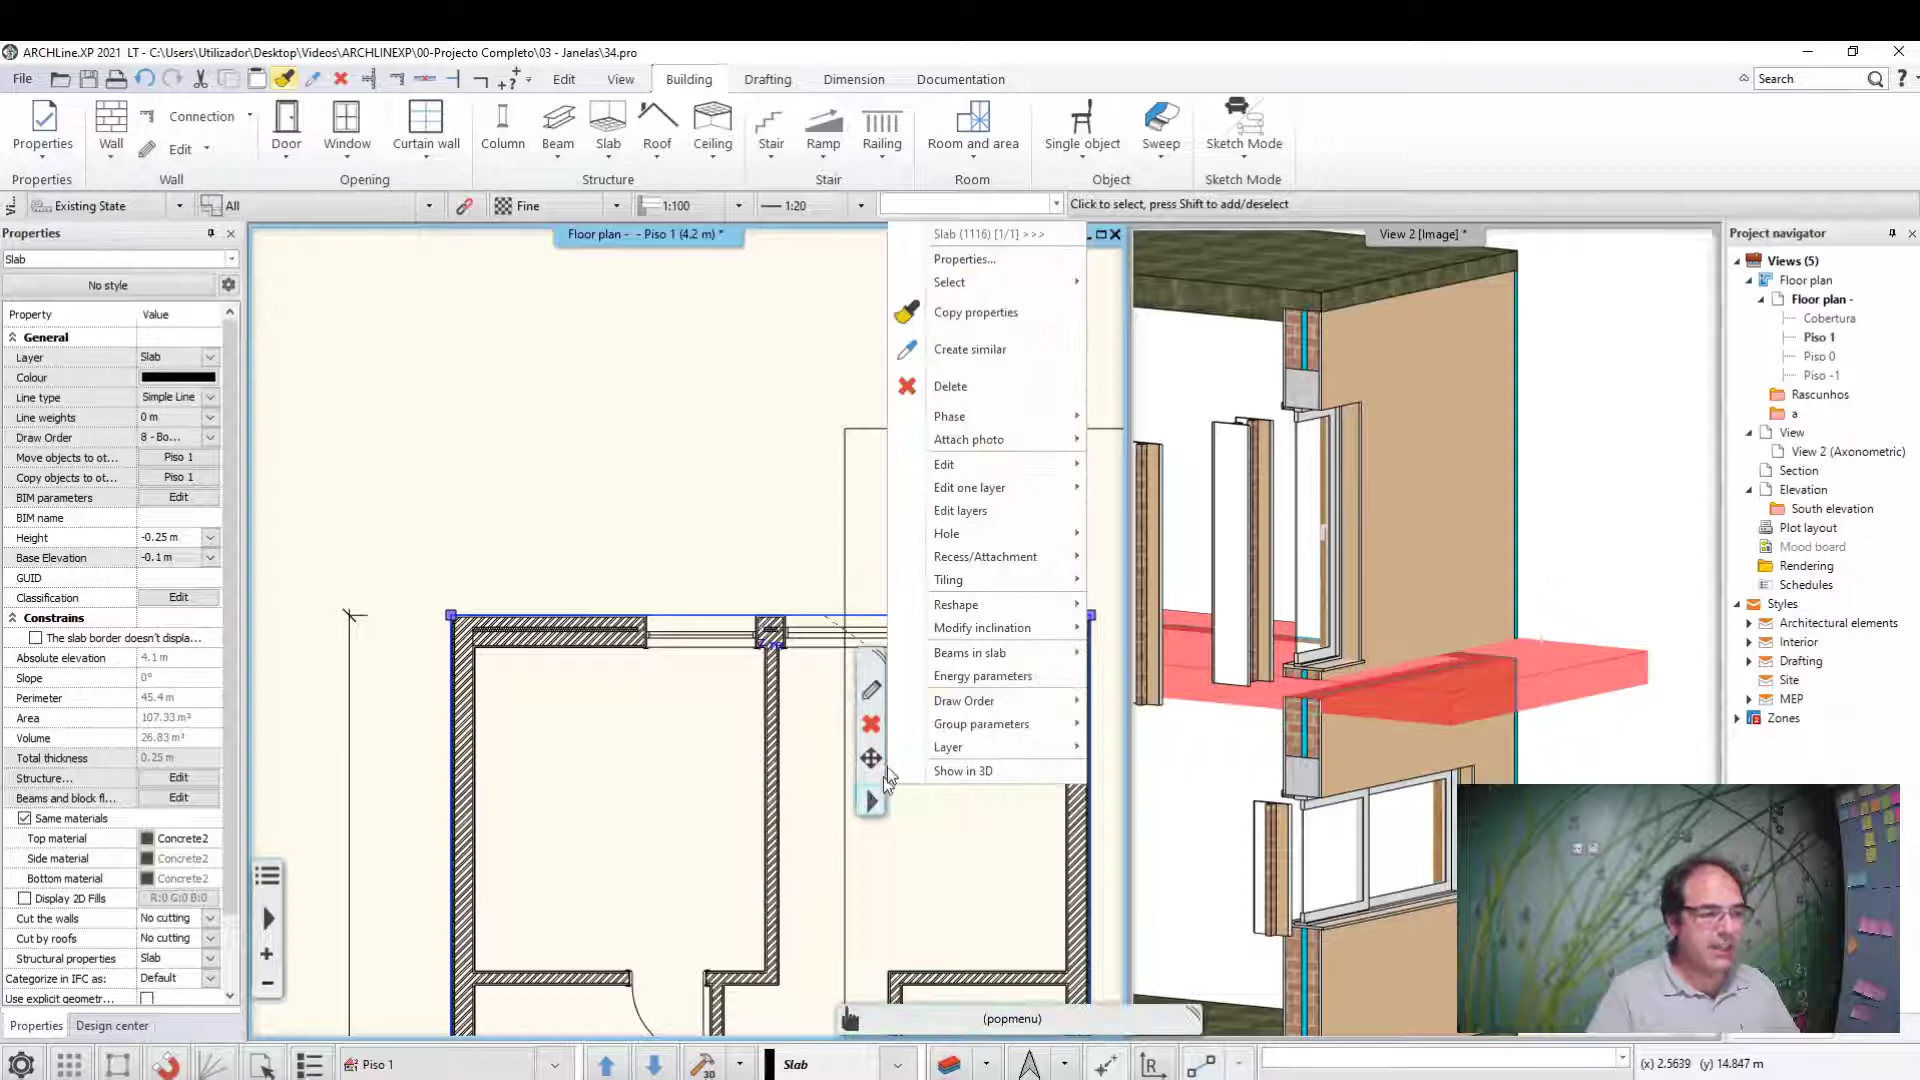 ARCHLine.XP 2021 LT - C:\Users\Utilizador\Desktop\Videos\ARCHLINEXP\00-Projecto Completo\03 - Janelas\34.pro
File
Edit
View
Building
Drafting
Dimension
Documentation
Search
Properties
Wall
Connection
Edit
Door
Window
Curtain wall
Column
Beam
Slab
Roof
Ceiling
Stair
Ramp
Railing
Room and area
Single object
Sweep
Sketch Mode
Properties
Wall
Opening
Structure
Stair
Room
Object
Sketch Mode
Existing State
All
Fine
1:100
1:20
Click to select, press Shift to add/deselect
Properties
Slab
No style
Property Value
General
Layer Slab
Colour
Line type Simple Line
Line weights 0 m
Draw Order 8 - Bo...
Move objects to ot... Piso 1
Copy objects to ot... Piso 1
BIM parameters Edit
BIM name
Height -0.25 m
Base Elevation -0.1 m
GUID
Classification Edit
Constrains
The slab border doesn't displa...
Absolute elevation 4.1 m
Slope 0°
Perimeter 45.4 m
Area 107.33 m²
Volume 26.83 m³
Total thickness 0.25 m
Structure... Edit
Beams and block fl... Edit
Same materials
Top material Concrete2
Side material Concrete2
Bottom material Concrete2
Display 2D Fills R:0 G:0 B:0
Cut the walls No cutting
Cut by roofs No cutting
Structural properties Slab
Categorize in IFC as: Default
Use explicit geometr...
Properties Design center
Floor plan - - Piso 1 (4.2 m) *
Slab (1116) [1/1] >>>
Properties...
Select
Copy properties
Create similar
Delete
Phase
Attach photo
Edit
Edit one layer
Edit layers
Hole
Recess/Attachment
Tiling
Reshape
Modify inclination
Beams in slab
Energy parameters
Draw Order
Group parameters
Layer
Show in 3D
(popmenu)
View 2 [Image] *
Project navigator
Views (5)
Floor plan
Floor plan -
Cobertura
Piso 1
Piso 0
Piso -1
Rascunhos
a
View
View 2 (Axonometric)
Section
Elevation
South elevation
Plot layout
Mood board
Rendering
Schedules
Styles
Architectural elements
Interior
Drafting
Site
MEP
Zones
Piso 1
3D
Slab
(x) 2.5639 (y) 14.847 m